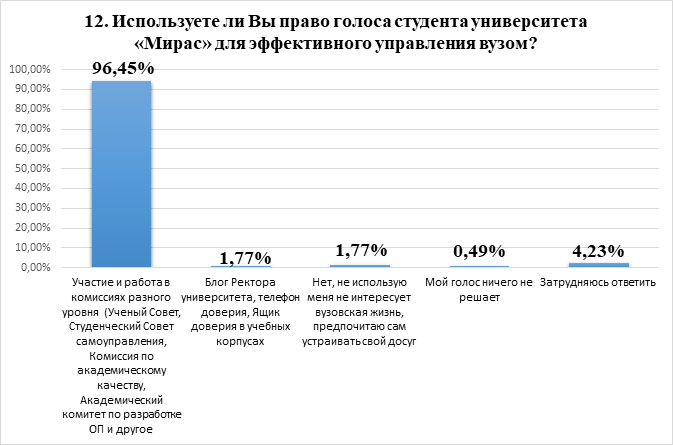 12. Используете ли Вы право голоса студента университета
«Мирас» для эффективного управления вузом?
100,00%
90,00%
80,00%
70,00%
60,00%
50,00%
40,00%
30,00%
20,00%
10,00%
0,00%
96,45%
1,77%
1,77%
0,49%
4,23%
Участие и работа в
комиссиях разного
уровня (Ученый Совет,
Студенческий Совет
самоуправления,
Комиссия по
академическому
качеству,
Академический
комитет по разработке
ОП и другое
Блог Ректора
университета, телефон
доверия, Ящик
доверия в учебных
корпусах
Нет, не использую
меня не интересует
вузовская жизнь,
предпочитаю сам
устраивать свой досуг
Мой голос ничего не
решает
Затрудняюсь ответить